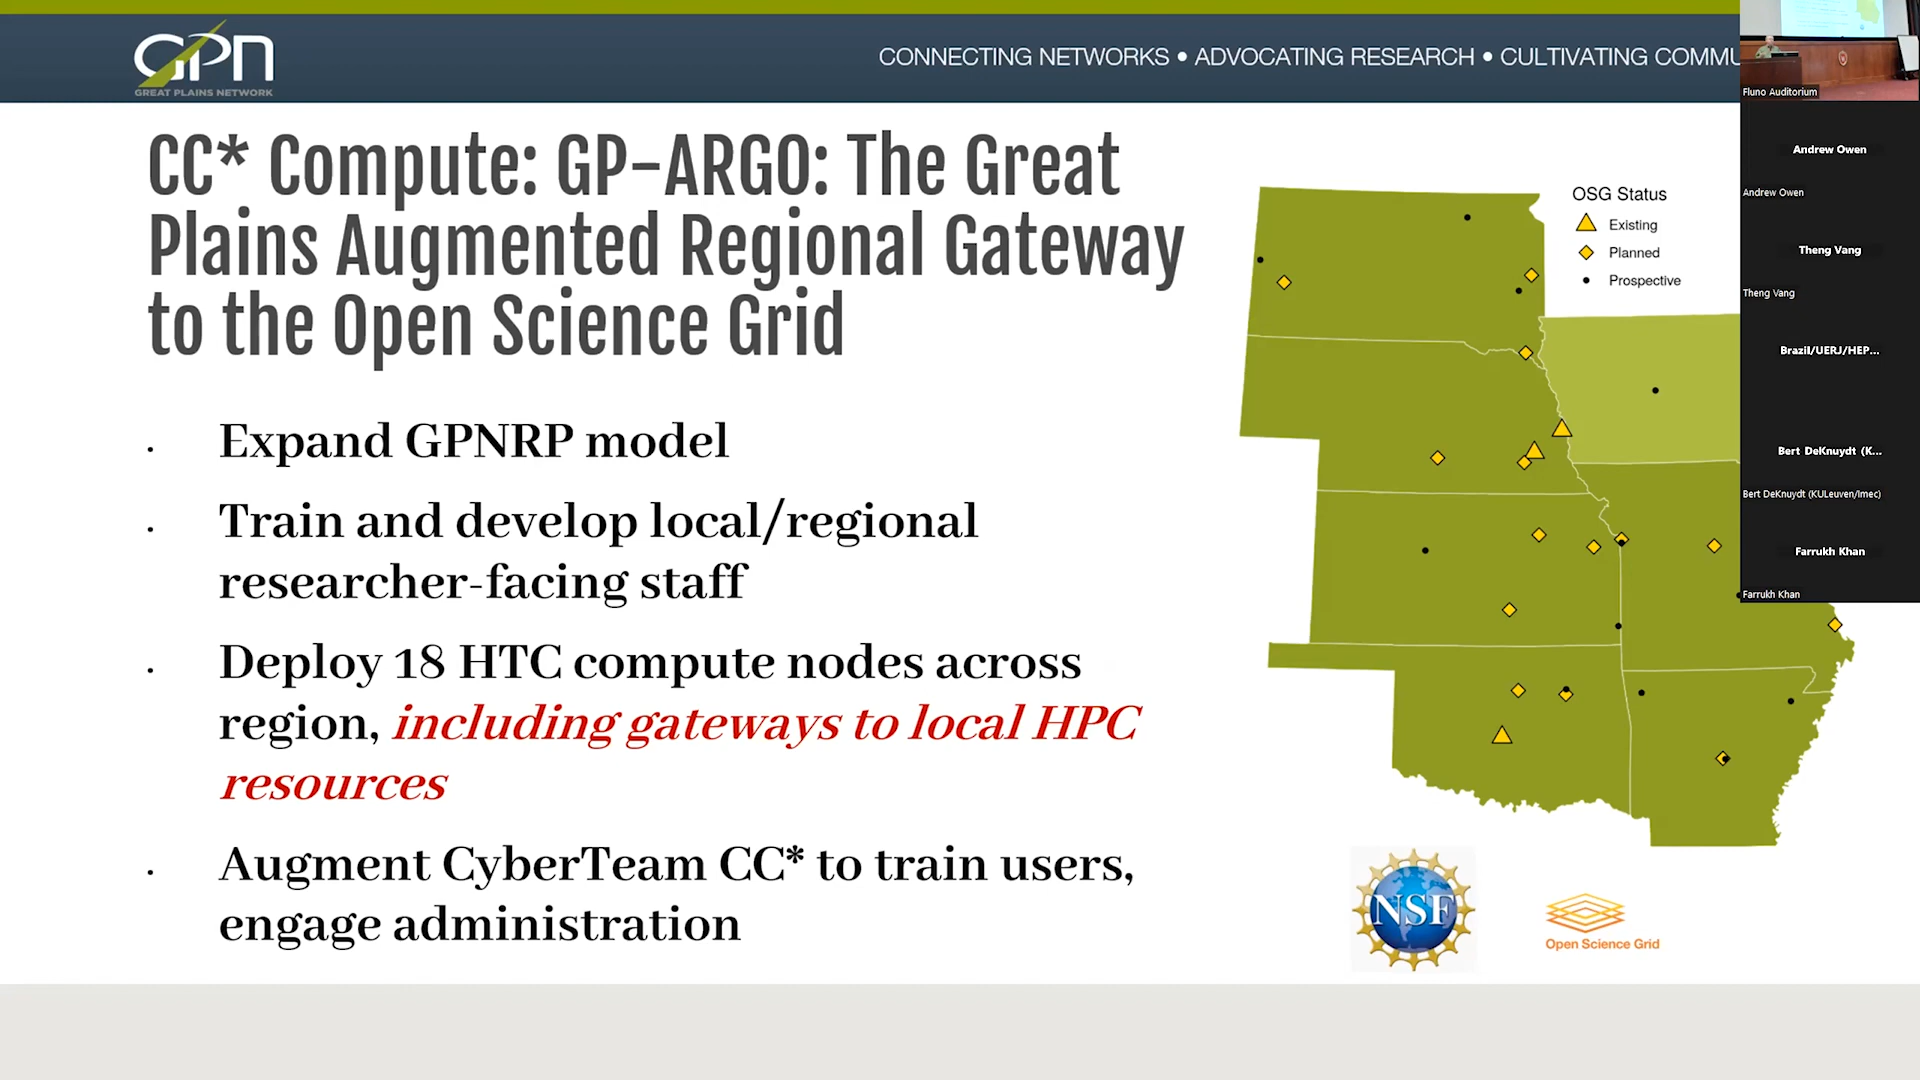 GPN
GREAT PLAINS NETWORK
CONNECTING NETWORKS • ADVOCATING RESEARCH • CULTIVATING COMMU
CC* Compute: GP-ARGO: The Great
Plains Augmented Regional Gateway
to the Open Science Grid
• Expand GPNRP model
• Train and develop local/regional
researcher-facing staff
• Deploy 18 HTC compute nodes across
region, including gateways to local HPC
resources
• Augment CyberTeam CC* to train users,
engage administration
OSG Status
Existing
Planned
Prospective
NSF
Open Science Grid
Fluno Auditorium
Andrew Owen
Andrew Owen
Theng Vang
Theng Vang
Brazil/UERJ/HEP...
Bert DeKnuydt (K...
Bert DeKnuydt (KULeuven/Imec)
Farrukh Khan
Farrukh Khan